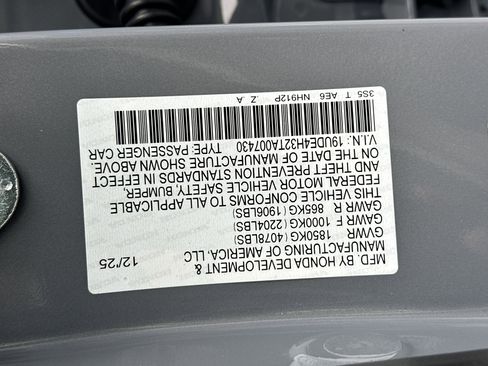 MFD. BY HONDA DEVELOPMENT & 12/25
MANUFACTURING OF AMERICA, LLC
GVWR 1850KG (4078LBS)
GAWR F 1000KG (2204LBS)
GAWR R 865KG (1906LBS)
THIS VEHICLE CONFORMS TO ALL APPLICABLE
FEDERAL MOTOR VEHICLE SAFETY, BUMPER,
AND THEFT PREVENTION STANDARDS IN EFFECT
ON THE DATE OF MANUFACTURE SHOWN ABOVE.
V.I.N.: 19UDE4H32TA007430 TYPE: PASSENGER CAR
3S5 T AE6 NH912P .Z .A